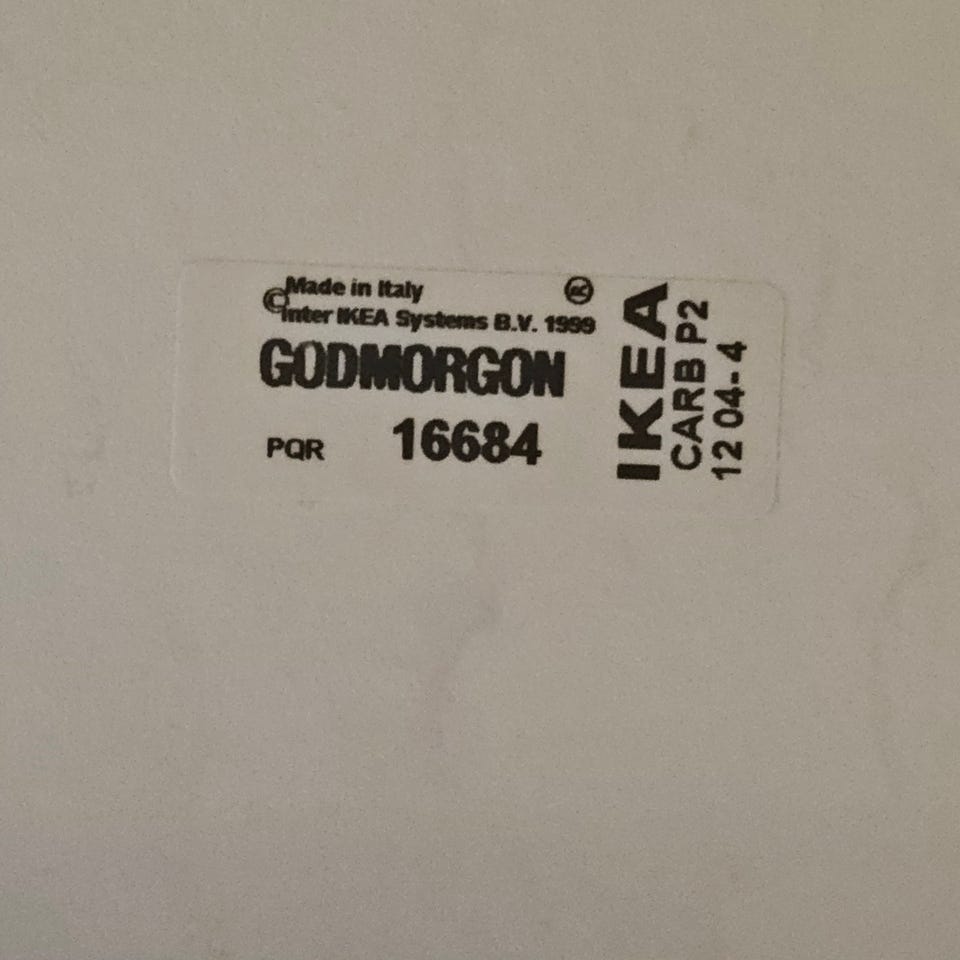 Made in Italy
© Inter IKEA Systems B.V. 1999
GODMORGON
PQR 16684
IKEA
CARB P2
12 04-4